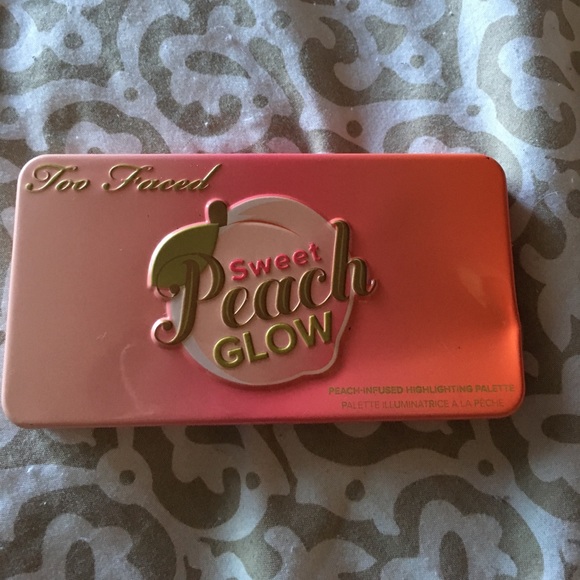 Too Faced
Sweet
Peach
GLOW
PEACH-INFUSED HIGHLIGHTING PALETTE
PALETTE ILLUMINATRICE À LA PÊCHE